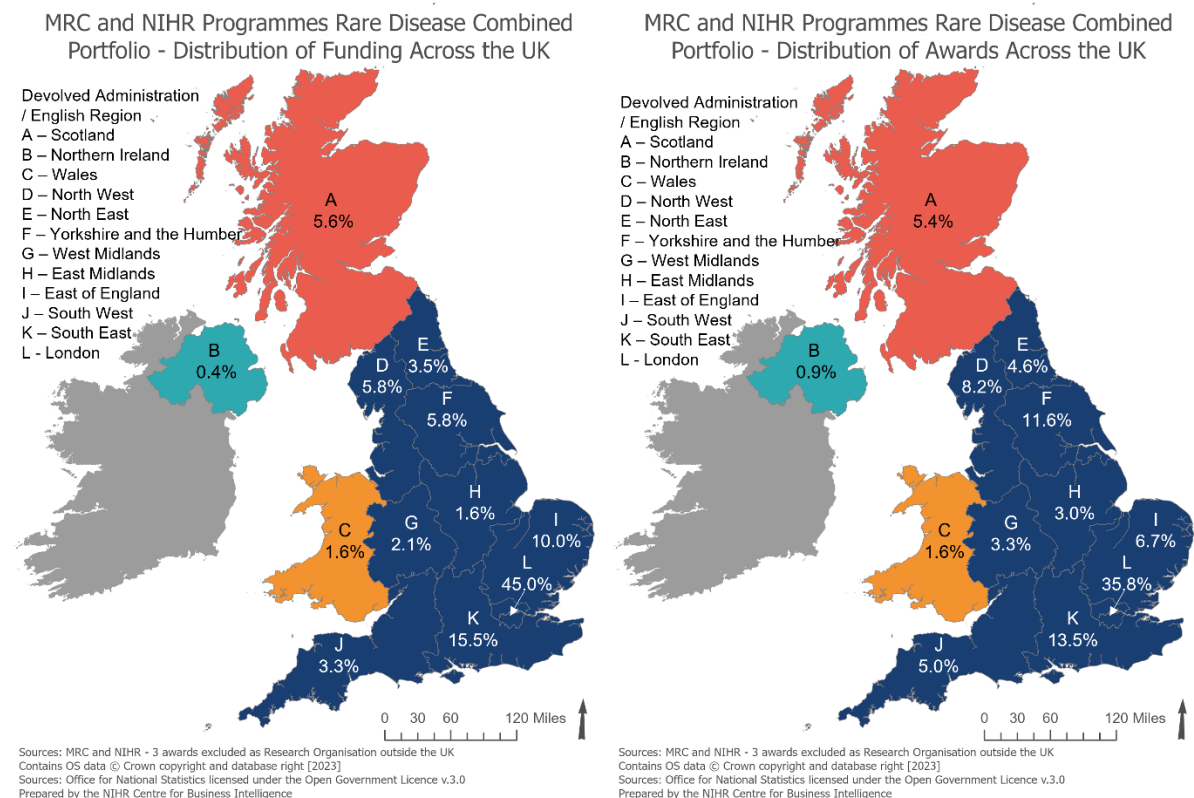 MRC and NIHR Programmes Rare Disease Combined
Portfolio - Distribution of Funding Across the UK
Devolved Administration
/ English Region
A – Scotland
B – Northern Ireland
C – Wales
D – North West
E – North East
F – Yorkshire and the Humber
G – West Midlands
H – East Midlands
I – East of England
J – South West
K – South East
L - London
A
5.6%
B
0.4%
E
3.5%
D
5.8%
F
5.8%
H
1.6%
I
10.0%
G
2.1%
C
1.6%
L
45.0%
K
15.5%
J
3.3%
0 30 60 120 Miles
Sources: MRC and NIHR - 3 awards excluded as Research Organisation outside the UK
Contains OS data © Crown copyright and database right [2023]
Sources: Office for National Statistics licensed under the Open Government Licence v.3.0
Prepared by the NIHR Centre for Business Intelligence
MRC and NIHR Programmes Rare Disease Combined
Portfolio - Distribution of Awards Across the UK
Devolved Administration
/ English Region
A – Scotland
B – Northern Ireland
C – Wales
D – North West
E – North East
F – Yorkshire and the Humber
G – West Midlands
H – East Midlands
I – East of England
J – South West
K – South East
L - London
A
5.4%
B
0.9%
E
4.6%
D
8.2%
F
11.6%
H
3.0%
I
6.7%
G
3.3%
C
1.6%
L
35.8%
K
13.5%
J
5.0%
0 30 60 120 Miles
Sources: MRC and NIHR - 3 awards excluded as Research Organisation outside the UK
Contains OS data © Crown copyright and database right [2023]
Sources: Office for National Statistics licensed under the Open Government Licence v.3.0
Prepared by the NIHR Centre for Business Intelligence